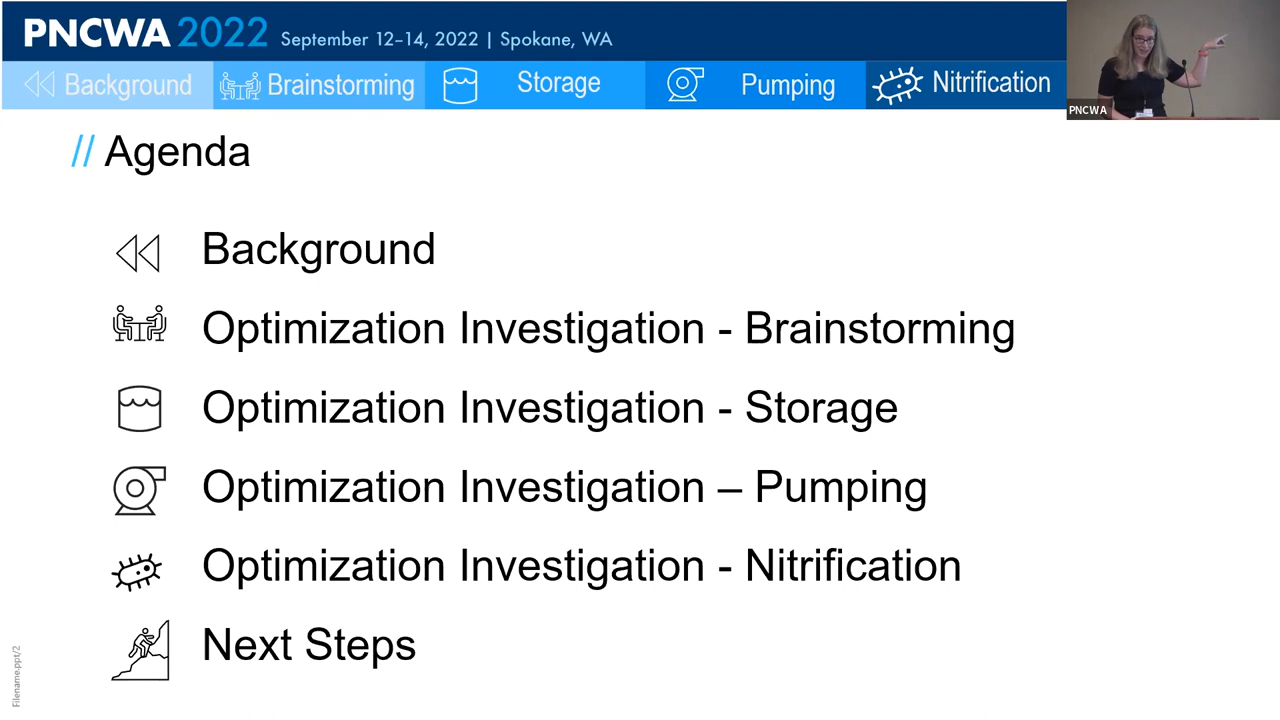 PNCWA 2022 September 12–14, 2022 | Spokane, WA
Background Brainstorming Storage Pumping Nitrification
PNCWA
// Agenda
Background
Optimization Investigation - Brainstorming
Optimization Investigation - Storage
Optimization Investigation – Pumping
Optimization Investigation - Nitrification
Next Steps
Filename.ppt/2